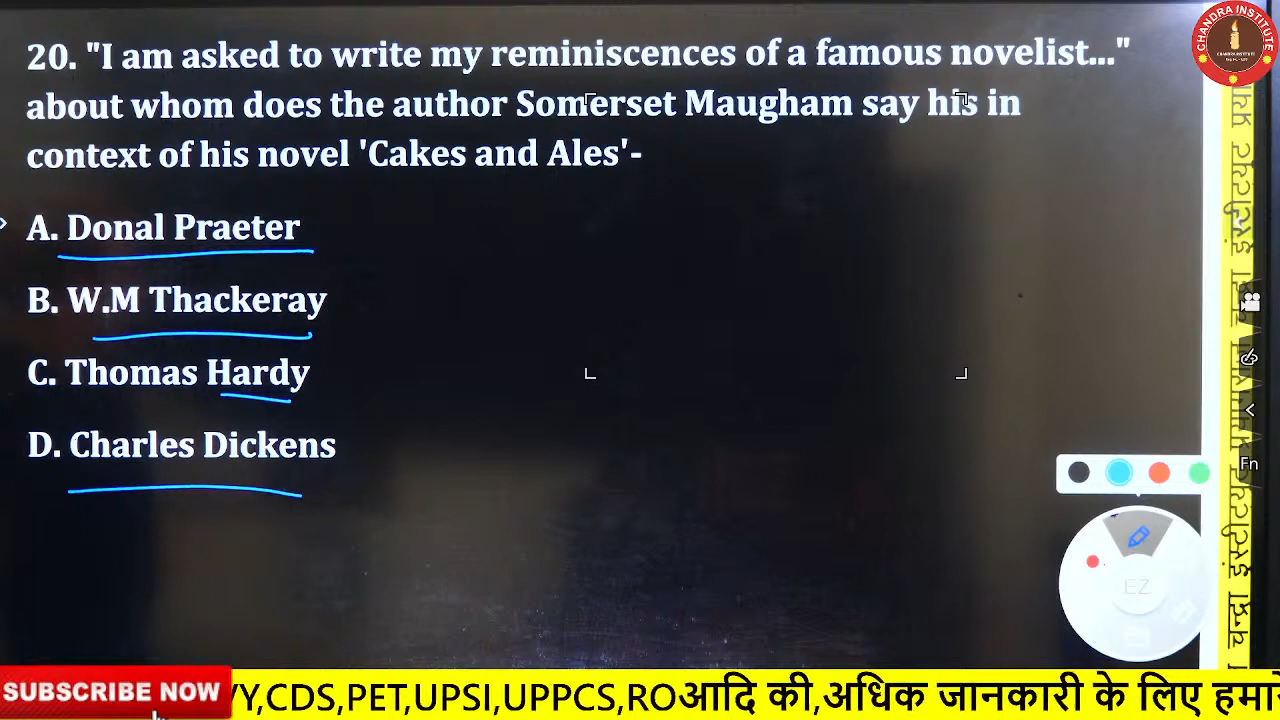 20. "I am asked to write my reminiscences of a famous novelist..."
about whom does the author Somerset Maugham say his in
context of his novel 'Cakes and Ales'-
A. Donal Praeter
B. W.M Thackeray
C. Thomas Hardy
D. Charles Dickens
CHANDRA INSTITUTE
Fn
EZ
चन्द्रा इंस्टीटयूट
SUBSCRIBE NOW
Y,CDS,PET,UPSI,UPPCS,ROआदि की,अधिक जानकारी के लिए हमारे